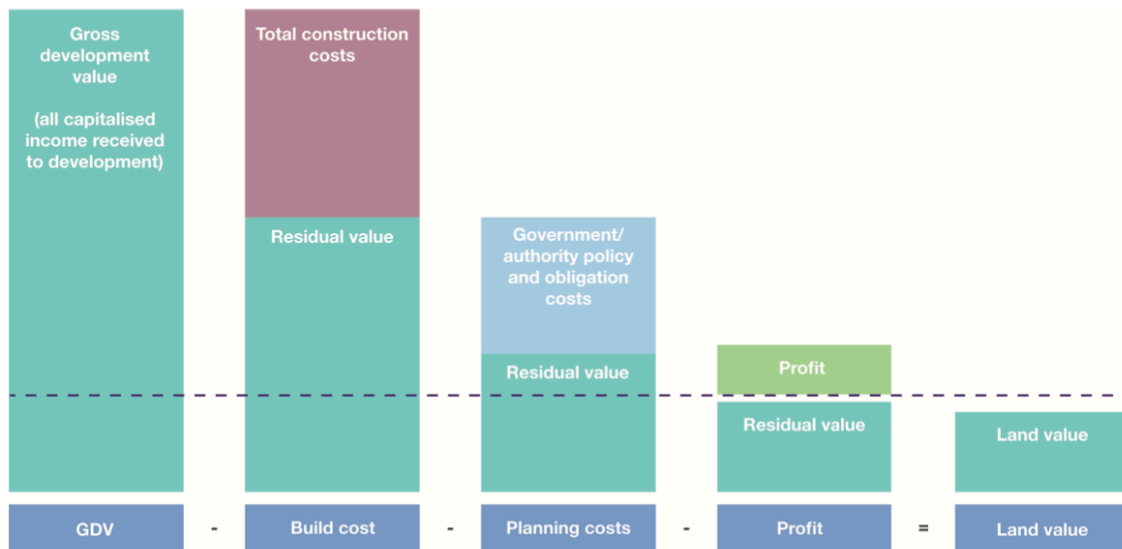 Gross
development
value
(all capitalised
income received
to development)
Total construction
costs
Residual value
Government/
authority policy
and obligation
costs
Residual value
Profit
Residual value
Land value
GDV - Build cost - Planning costs - Profit = Land value